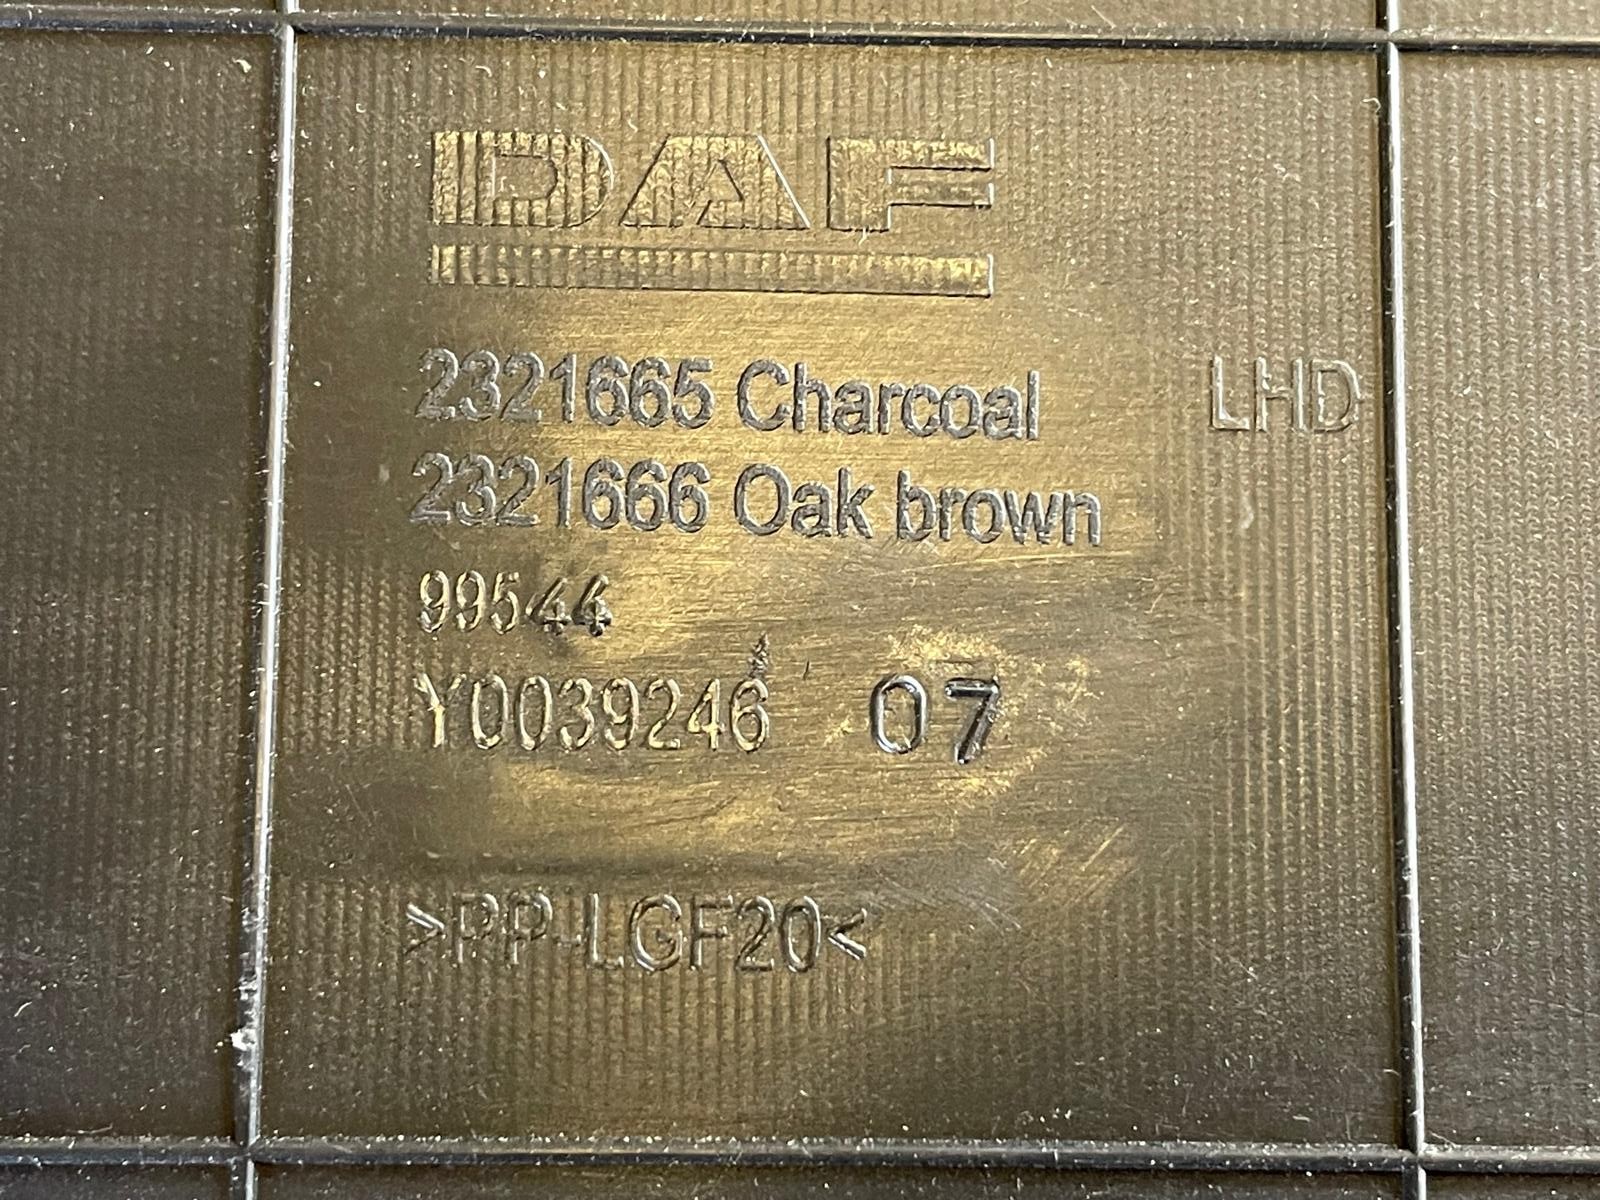 DAF
2321665 Charcoal LHD
2321666 Oak brown
99544
Y0039246 07
>PP-LGF20<